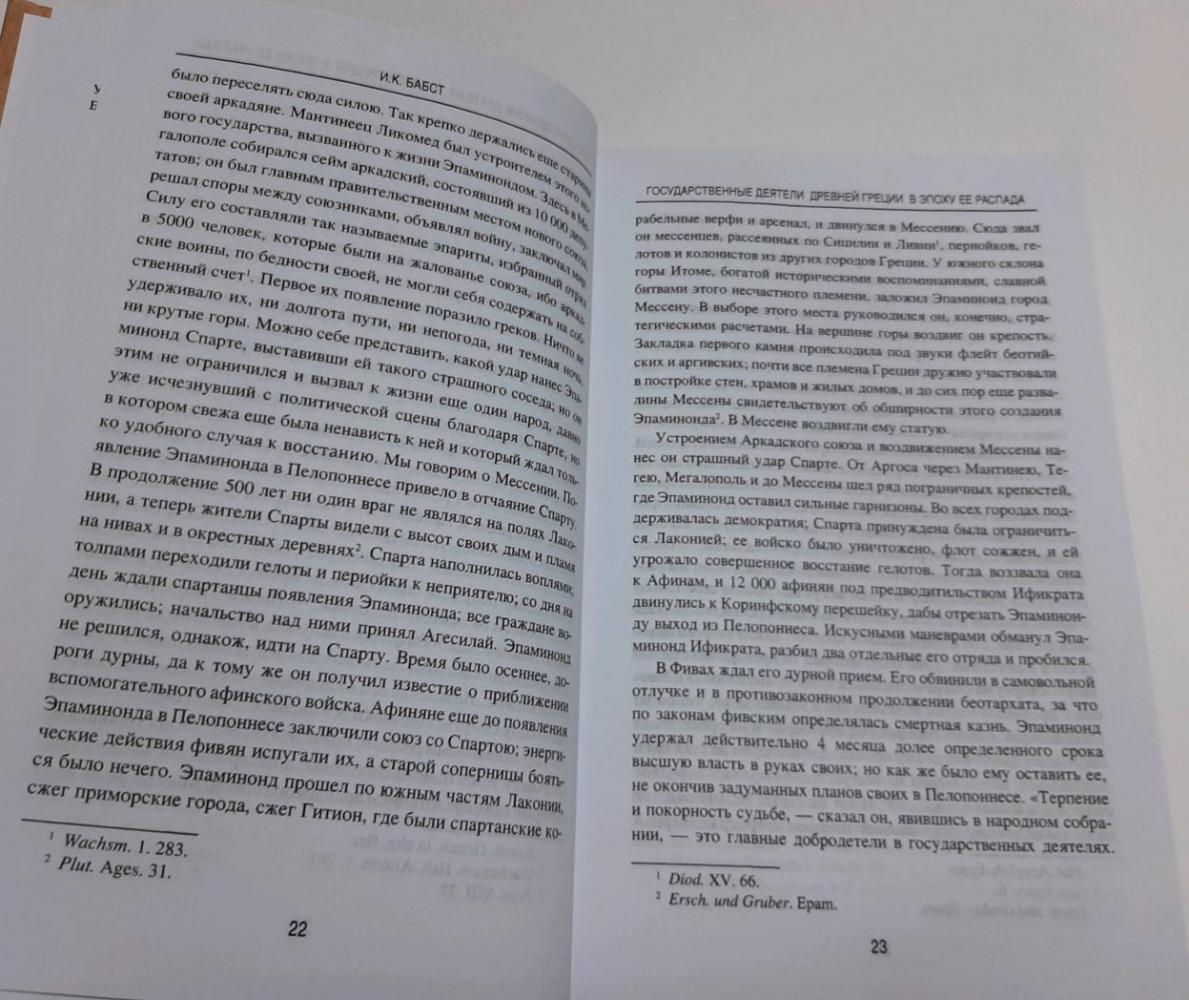 И.К. БАБСТ
было переселять сюда силою. Так крепко держались еще старины
своей аркадяне. Мантинеец Ликомед был устроителем этого но-
вого государства, вызванного к жизни Эпаминондом. Здесь в Ме-
галополе собирался сейм аркадский, состоявший из 10 000 депу-
татов; он был главным правительственным местом нового союза,
решал споры между союзниками, объявлял войну, заключал мир.
Силу его составляли так называемые эпариты, избранный отряд
в 5000 человек, которые были на жалованье союза, ибо аркад-
ские воины, по бедности своей, не могли себя содержать на соб-
ственный счет¹. Первое их появление поразило греков. Ничто не
удерживало их, ни долгота пути, ни непогода, ни темная ночь,
ни крутые горы. Можно себе представить, какой удар нанес Эпа-
минонд Спарте, выставивши ей такого страшного соседа; но он
этим не ограничился и вызвал к жизни еще один народ, давно
уже исчезнувший с политической сцены благодаря Спарте, но
в котором свежа еще была ненависть к ней и который ждал толь-
ко удобного случая к восстанию. Мы говорим о Мессении. По-
явление Эпаминонда в Пелопоннесе привело в отчаяние Спарту.
В продолжение 500 лет ни один враг не являлся на полях Лако-
нии, а теперь жители Спарты видели с высот своих дым и пламя
на нивах и в окрестных деревнях². Спарта наполнилась воплями;
толпами переходили гелоты и периойки к неприятелю; со дня на
день ждали спартанцы появления Эпаминонда; все граждане во-
оружились; начальство над ними принял Агесилай. Эпаминонд
не решился, однакож, идти на Спарту. Время было осеннее, до-
роги дурны, да к тому же он получил известие о приближении
вспомогательного афинского войска. Афиняне еще до появления
Эпаминонда в Пелопоннесе заключили союз со Спартою; энерги-
ческие действия фивян испугали их, а старой соперницы боять-
ся было нечего. Эпаминонд прошел по южным частям Лаконии,
сжег приморские города, сжег Гитион, где были спартанские ко-
¹ Wachsm. 1. 283.
² Plut. Ages. 31.
22
ГОСУДАРСТВЕННЫЕ ДЕЯТЕЛИ ДРЕВНЕЙ ГРЕЦИИ В ЭПОХУ ЕЕ РАСПАДА
рабельные верфи и арсенал, и двинулся в Мессению. Сюда звал
он мессенцев, рассеянных по Сицилии и Ливии¹, периойков, ге-
лотов и колонистов из других городов Греции. У южного склона
горы Итоме, богатой историческими воспоминаниями, славной
битвами этого несчастного племени, заложил Эпаминонд город
Мессену. В выборе этого места руководился он, конечно, стра-
тегическими расчетами. На вершине горы воздвиг он крепость.
Закладка первого камня происходила под звуки флейт беотий-
ских и аргивских; почти все племена Греции дружно участвовали
в постройке стен, храмов и жилых домов, и до сих пор еще разва-
лины Мессены свидетельствуют об обширности этого создания
Эпаминонда². В Мессене воздвигли ему статую.
Устроением Аркадского союза и воздвижением Мессены на-
нес он страшный удар Спарте. От Аргоса через Мантинею, Те-
гею, Мегалополь и до Мессены шел ряд пограничных крепостей,
где Эпаминонд оставил сильные гарнизоны. Во всех городах под-
держивалась демократия; Спарта принуждена была ограничить-
ся Лаконией; ее войско было уничтожено, флот сожжен, и ей
угрожало совершенное восстание гелотов. Тогда воззвала она
к Афинам, и 12 000 афинян под предводительством Ификрата
двинулись к Коринфскому перешейку, дабы отрезать Эпаминон-
ду выход из Пелопоннеса. Искусными маневрами обманул Эпа-
минонд Ификрата, разбил два отдельные его отряда и пробился.
В Фивах ждал его дурной прием. Его обвинили в самовольной
отлучке и в противозаконном продолжении беотархата, за что
по законам фивским определялась смертная казнь. Эпаминонд
удержал действительно 4 месяца долее определенного срока
высшую власть в руках своих; но как же было ему оставить ее,
не окончив задуманных планов своих в Пелопоннесе. «Терпение
и покорность судьбе, — сказал он, явившись в народном собра-
нии, — это главные добродетели в государственных деятелях.
¹ Diod. XV. 66.
² Ersch. und Gruber. Epam.
23